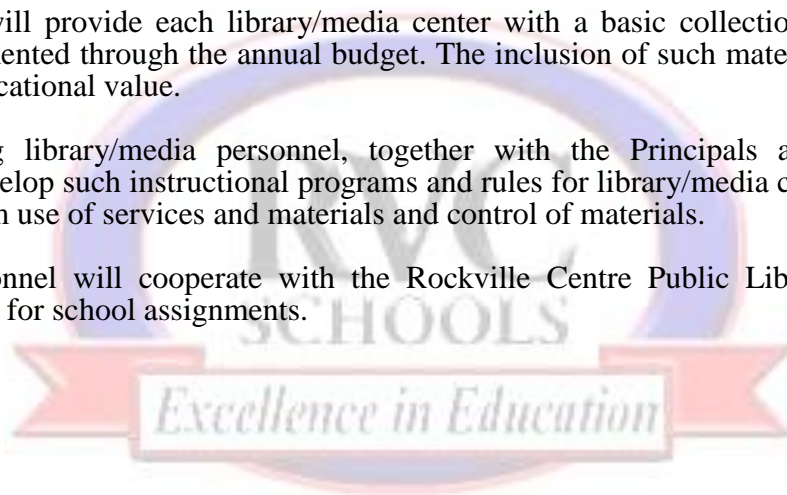 will provide each library/media center with a basic collection
ented through the annual budget. The inclusion of such mate
cational value.
g library/media personnel, together with the Principals a
velop such instructional programs and rules for library/media c
n use of services and materials and control of materials.
onnel will cooperate with the Rockville Centre Public Lib
for school assignments.
RVC
SCHOOLS
Excellence in Education